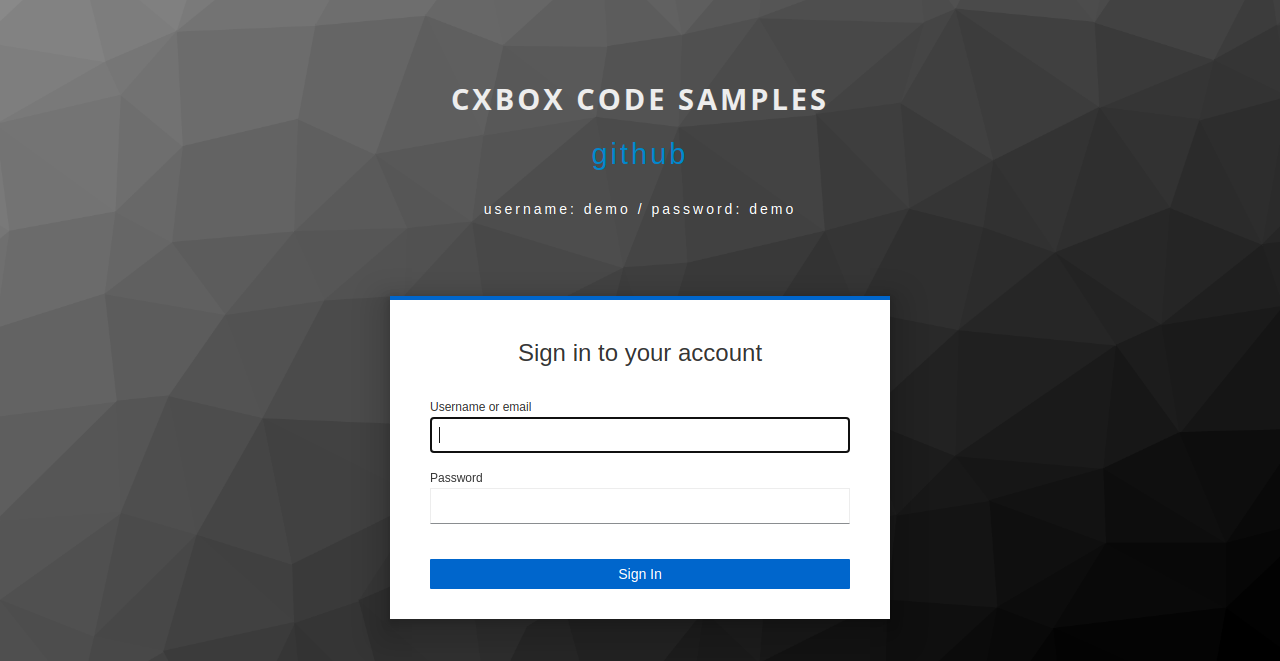 CXBOX CODE SAMPLES
github
username: demo / password: demo
Sign in to your account
Username or email
Password
Sign In